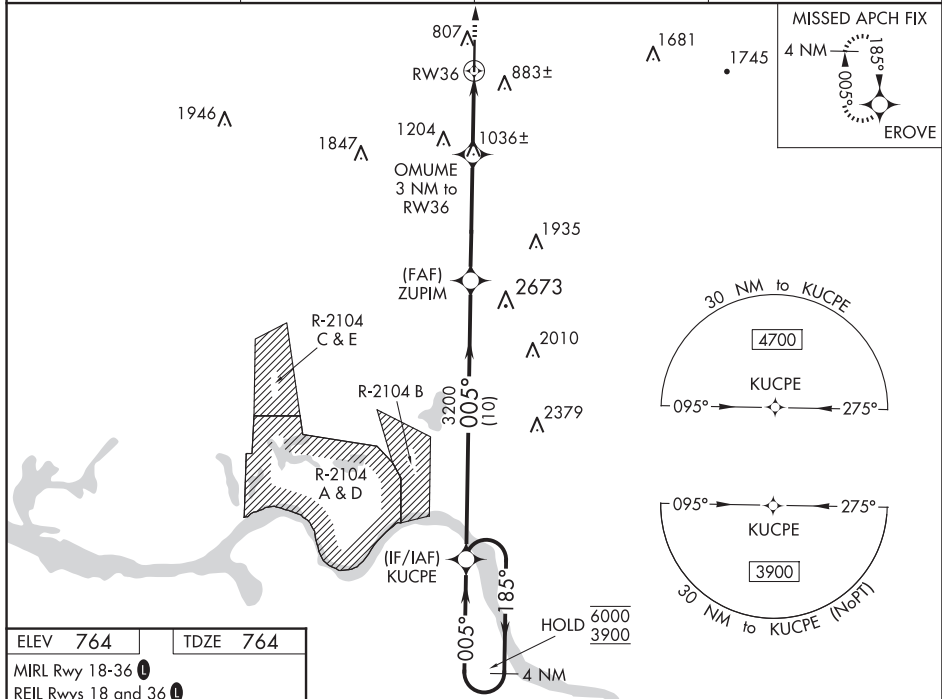 MISSED APCH FIX
4 NM
185°
005°
EROVE
807
1681
1745
RW36
883±
1946
1847
1204
1036±
OMUME
3 NM to
RW36
1935
(FAF)
ZUPIM
2673
R-2104
C & E
2010
R-2104 B
3200
005°
(10)
2379
R-2104
A & D
(IF/IAF)
KUCPE
185°
005°
HOLD
6000
3900
4 NM
30 NM to KUCPE
4700
KUCPE
095°
275°
095°
275°
KUCPE
3900
30 NM to KUCPE (NoPT)
ELEV 764
TDZE 764
MIRL Rwy 18-36 L
REIL Rwys 18 and 36 L